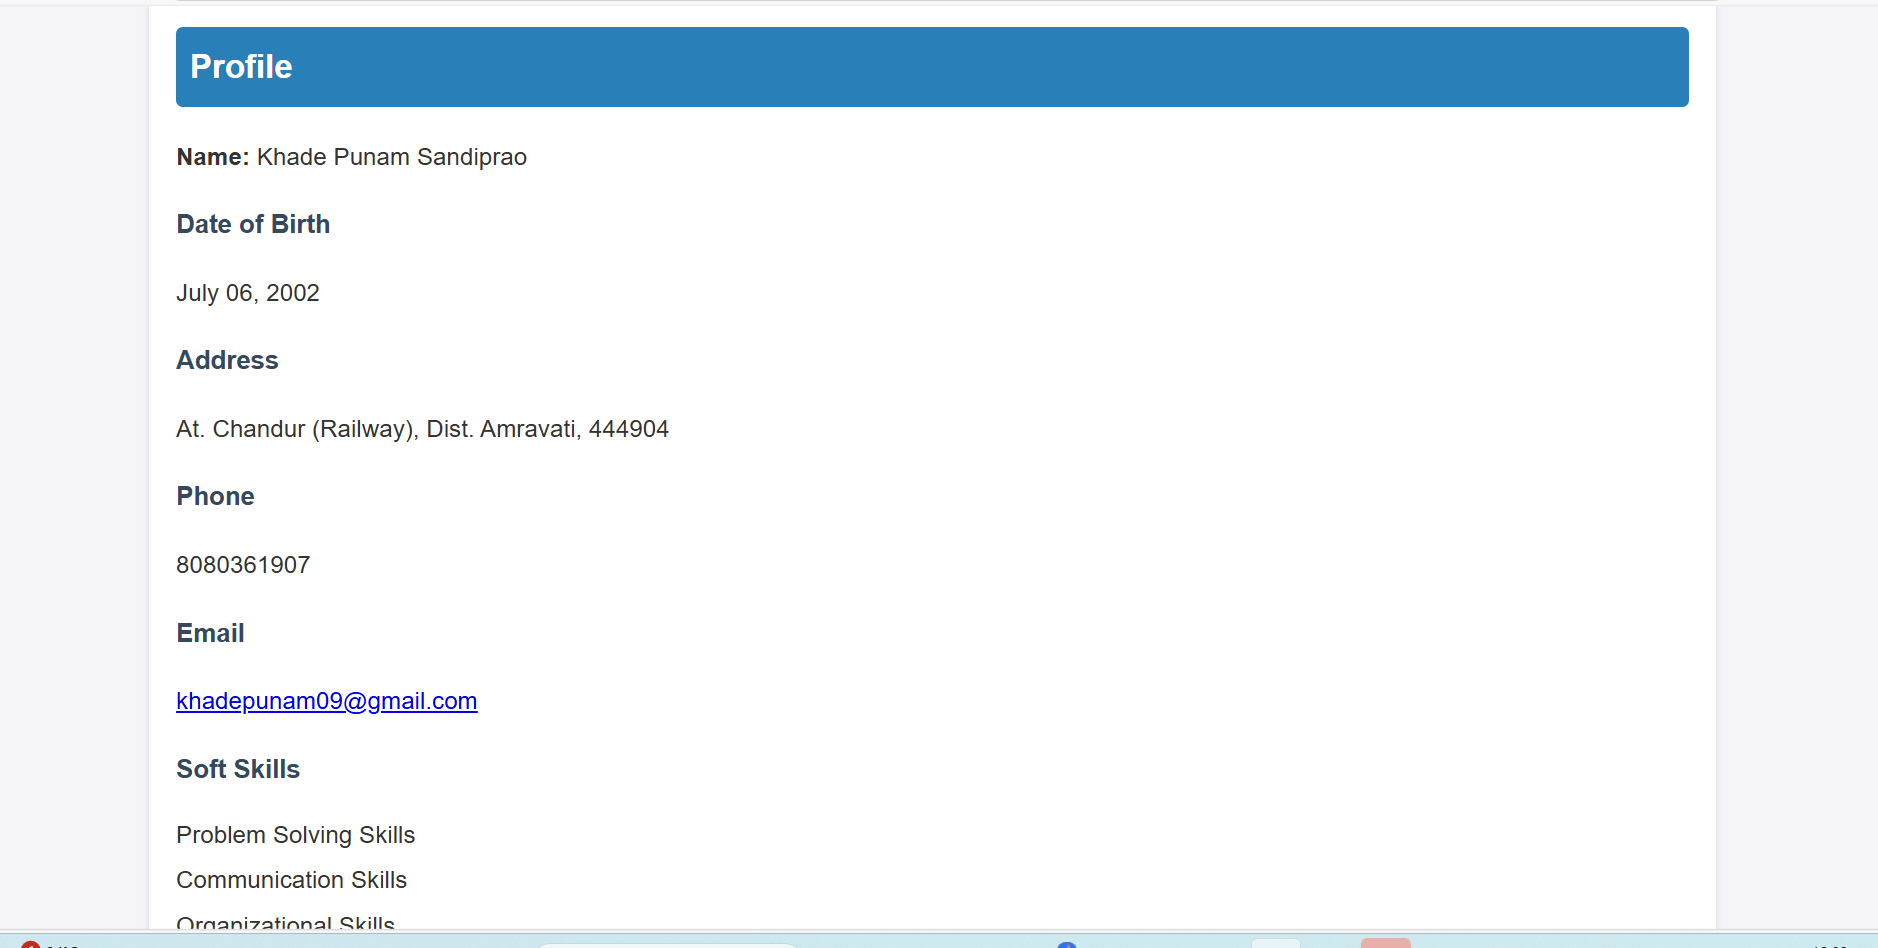 Profile
Name: Khade Punam Sandiprao
Date of Birth
July 06, 2002
Address
At. Chandur (Railway), Dist. Amravati, 444904
Phone
8080361907
Email
khadepunam09@gmail.com
Soft Skills
Problem Solving Skills
Communication Skills
Organizational Skills